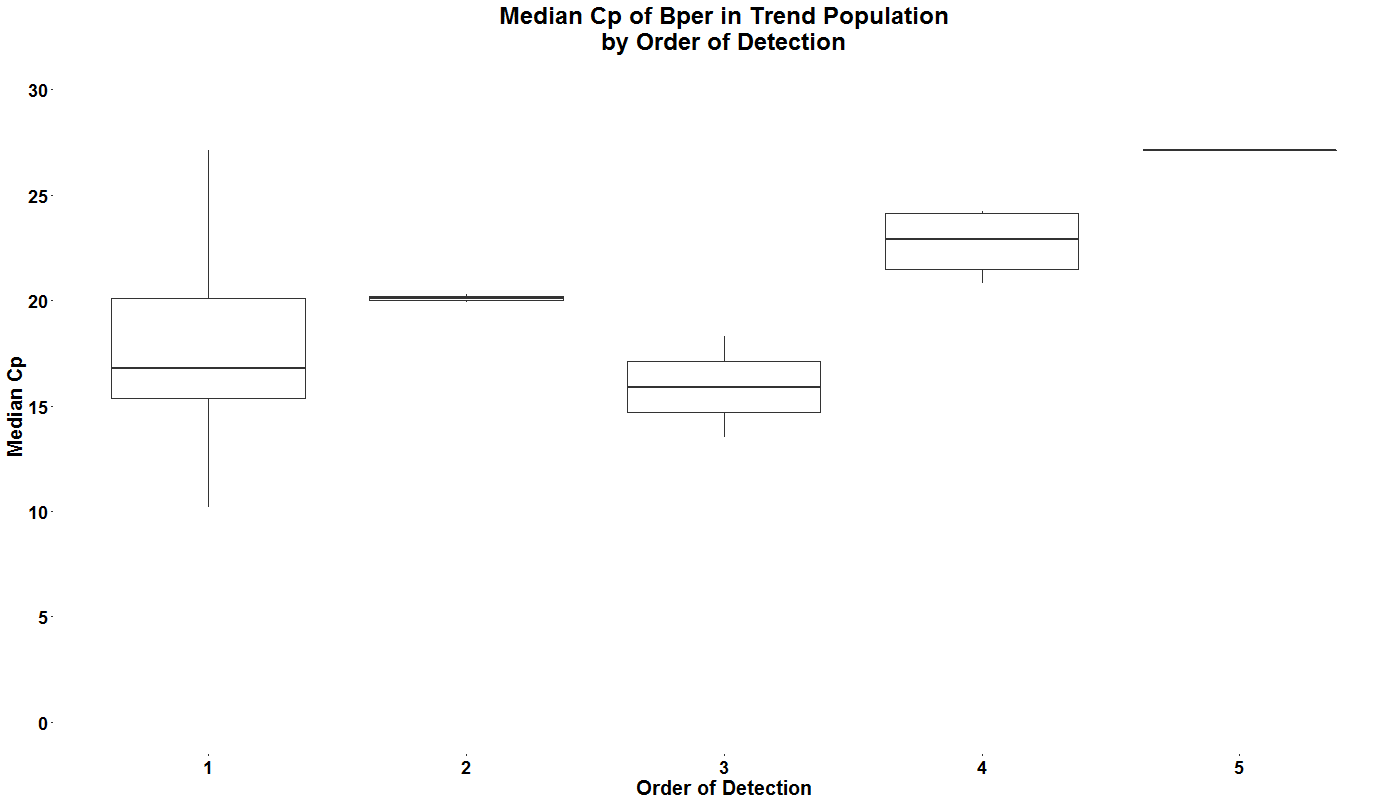 Median Cp of Bper in Trend Population
by Order of Detection
30
25
20
15
10
5
0
Median Cp
1 2 3 4 5
Order of Detection